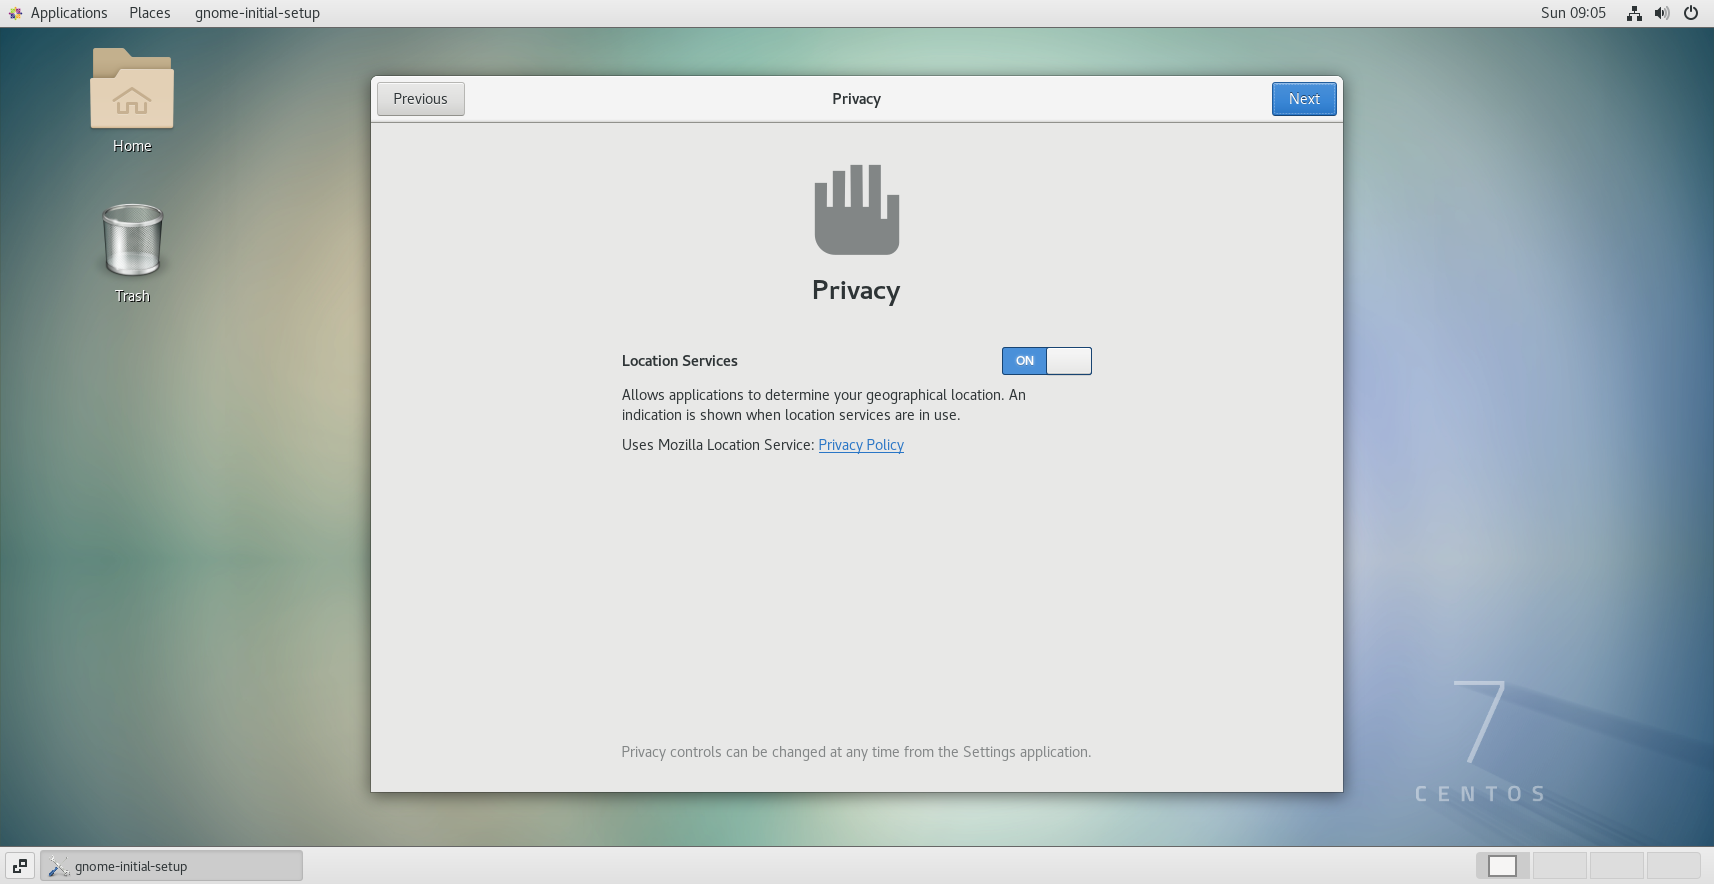 Applications Places gnome-initial-setup Sun 09:05
Home
Trash
Previous Privacy Next
Privacy
Location Services ON
Allows applications to determine your geographical location. An
indication is shown when location services are in use.
Uses Mozilla Location Service: Privacy Policy
Privacy controls can be changed at any time from the Settings application.
7
CENTOS
gnome-initial-setup